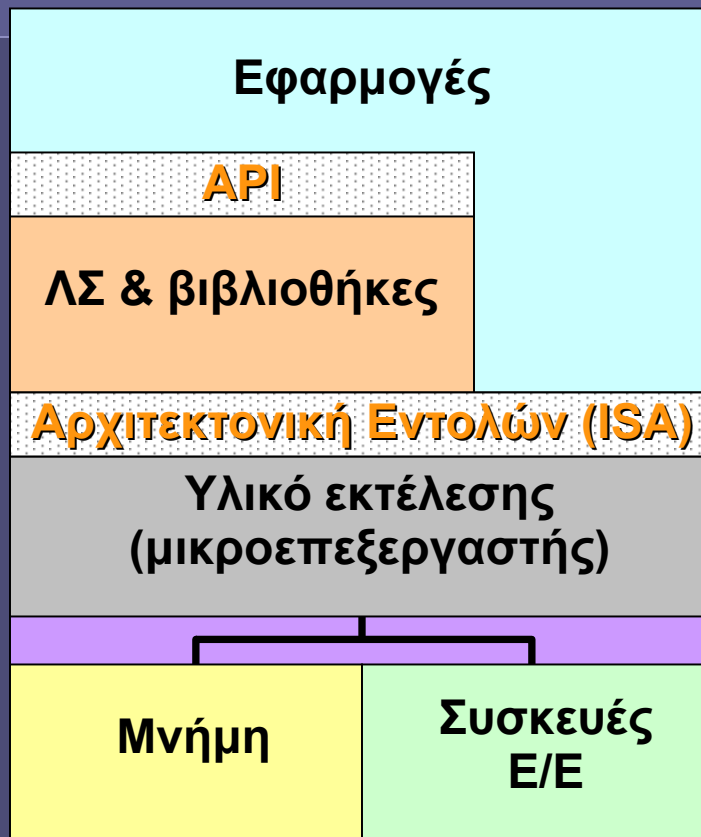 Εφαρμογές
API
ΛΣ & βιβλιοθήκες
Αρχιτεκτονική Εντολών (ISA)
Υλικό εκτέλεσης
(μικροεπεξεργαστής)
Μνήμη
Συσκευές
Ε/Ε